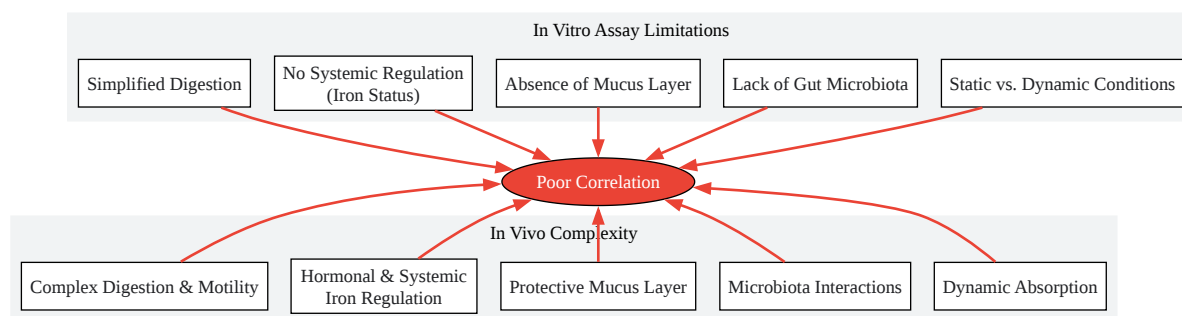 In Vitro Assay Limitations
Simplified Digestion
No Systemic Regulation
(Iron Status)
Absence of Mucus Layer
Lack of Gut Microbiota
Static vs. Dynamic Conditions
Poor Correlation
In Vivo Complexity
Complex Digestion & Motility
Hormonal & Systemic
Iron Regulation
Protective Mucus Layer
Microbiota Interactions
Dynamic Absorption